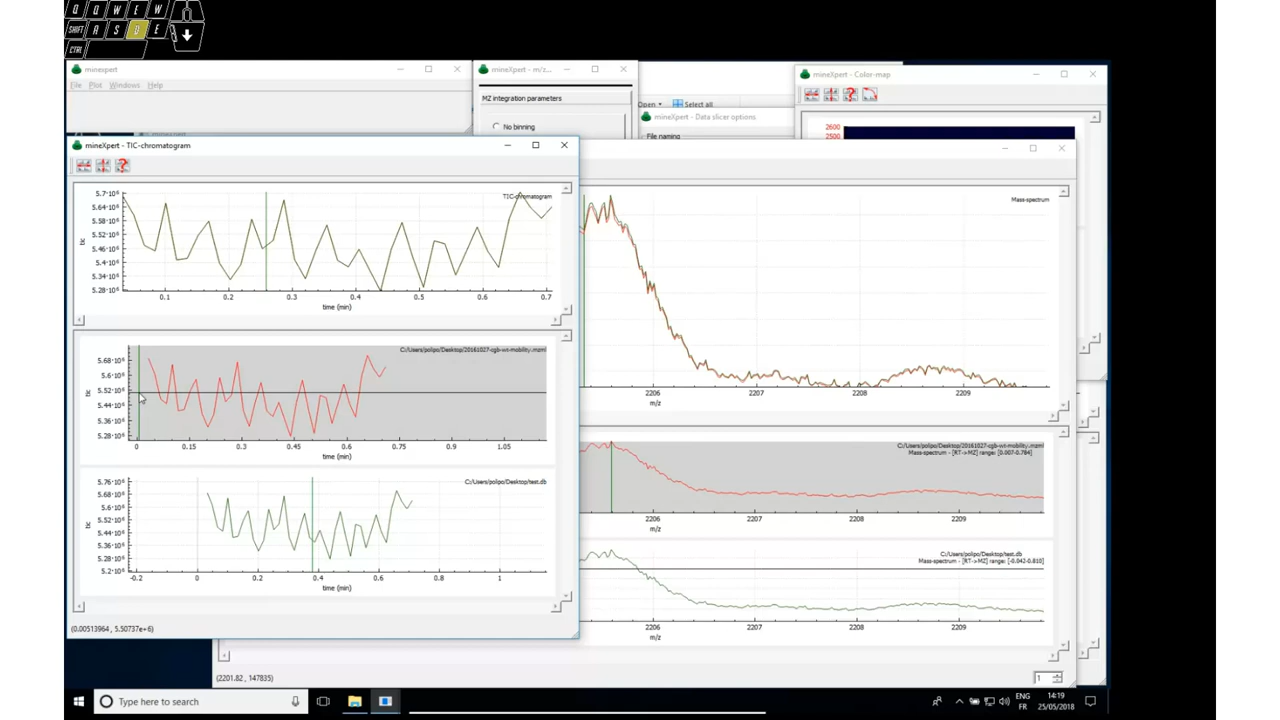 Q Q W E W
SHIFT A S D E
CTRL
minexpert
File Plot Windows Help
mineXpert - m/z...
MZ integration parameters
No binning
Open Select all
mineXpert - Data slicer options
File naming
mineXpert - Color-map
2600
2500
mineXpert - TIC-chromatogram
TIC-chromatogram
5.7*10⁶
5.64*10⁶
5.58*10⁶
5.52*10⁶
5.46*10⁶
5.4*10⁶
5.34*10⁶
5.28*10⁶
tic
0.1 0.2 0.3 0.4 0.5 0.6 0.7
time (min)
C:/Users/polipo/Desktop/20161027-cgb-wt-mobility.mzml
5.68*10⁶
5.6*10⁶
5.52*10⁶
5.44*10⁶
5.36*10⁶
5.28*10⁶
tic
0 0.15 0.3 0.45 0.6 0.75 0.9 1.05
time (min)
C:/Users/polipo/Desktop/test.db
5.76*10⁶
5.68*10⁶
5.6*10⁶
5.52*10⁶
5.44*10⁶
5.36*10⁶
5.28*10⁶
5.2*10⁶
tic
-0.2 0 0.2 0.4 0.6 0.8 1
time (min)
(0.00513964 , 5.50737e+6)
Mass-spectrum
2206 2207 2208 2209
m/z
C:/Users/polipo/Desktop/20161027-cgb-wt-mobility.mzml
Mass-spectrum - [RT->MZ] range: [0.007-0.784]
2206 2207 2208 2209
m/z
C:/Users/polipo/Desktop/test.db
Mass-spectrum - [RT->MZ] range: [-0.042-0.810]
2206 2207 2208 2209
m/z
(2201.82 , 147835)
1
Type here to search
ENG
FR
14:19
25/05/2018